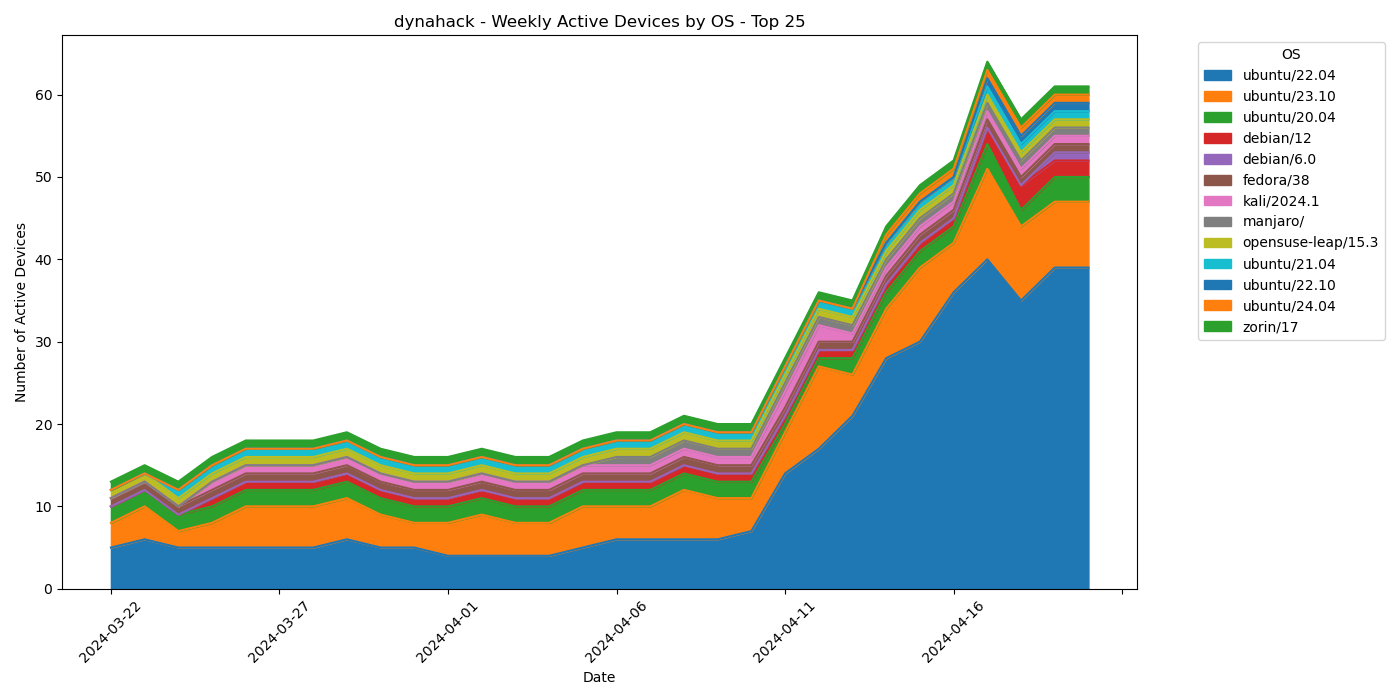 dynahack - Weekly Active Devices by OS - Top 25
Number of Active Devices
60
50
40
30
20
10
0
2024-03-22
2024-03-27
2024-04-01
2024-04-06
2024-04-11
2024-04-16
Date
OS
ubuntu/22.04
ubuntu/23.10
ubuntu/20.04
debian/12
debian/6.0
fedora/38
kali/2024.1
manjaro/
opensuse-leap/15.3
ubuntu/21.04
ubuntu/22.10
ubuntu/24.04
zorin/17